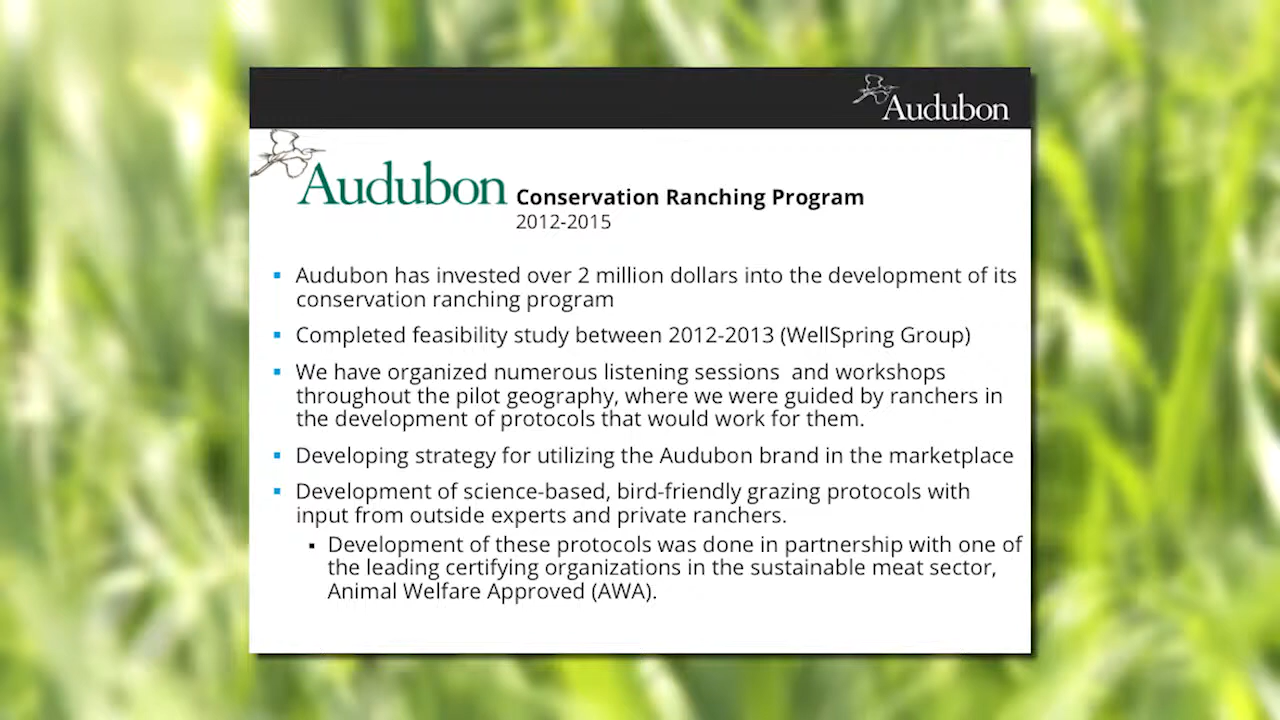 Audubon
Audubon Conservation Ranching Program
2012-2015
Audubon has invested over 2 million dollars into the development of its
conservation ranching program
Completed feasibility study between 2012-2013 (WellSpring Group)
We have organized numerous listening sessions and workshops
throughout the pilot geography, where we were guided by ranchers in
the development of protocols that would work for them.
Developing strategy for utilizing the Audubon brand in the marketplace
Development of science-based, bird-friendly grazing protocols with
input from outside experts and private ranchers.
Development of these protocols was done in partnership with one of
the leading certifying organizations in the sustainable meat sector,
Animal Welfare Approved (AWA).